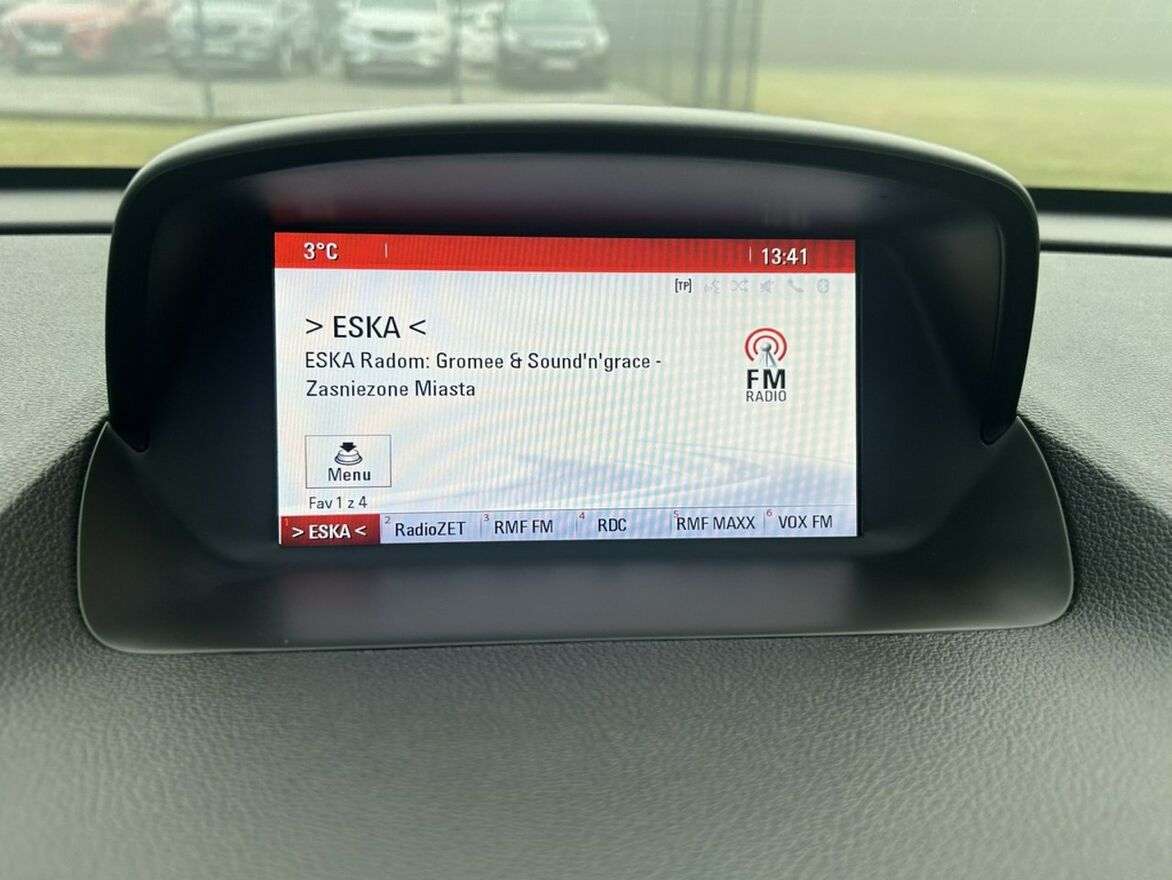 3°C
13:41
[TP]
> ESKA <
ESKA Radom: Gromee & Sound'n'grace -
Zasniezone Miasta
FM
RADIO
Menu
Fav 1 z 4
1 > ESKA < 2 RadioZET 3 RMF FM 4 RDC 5 RMF MAXX 6 VOX FM